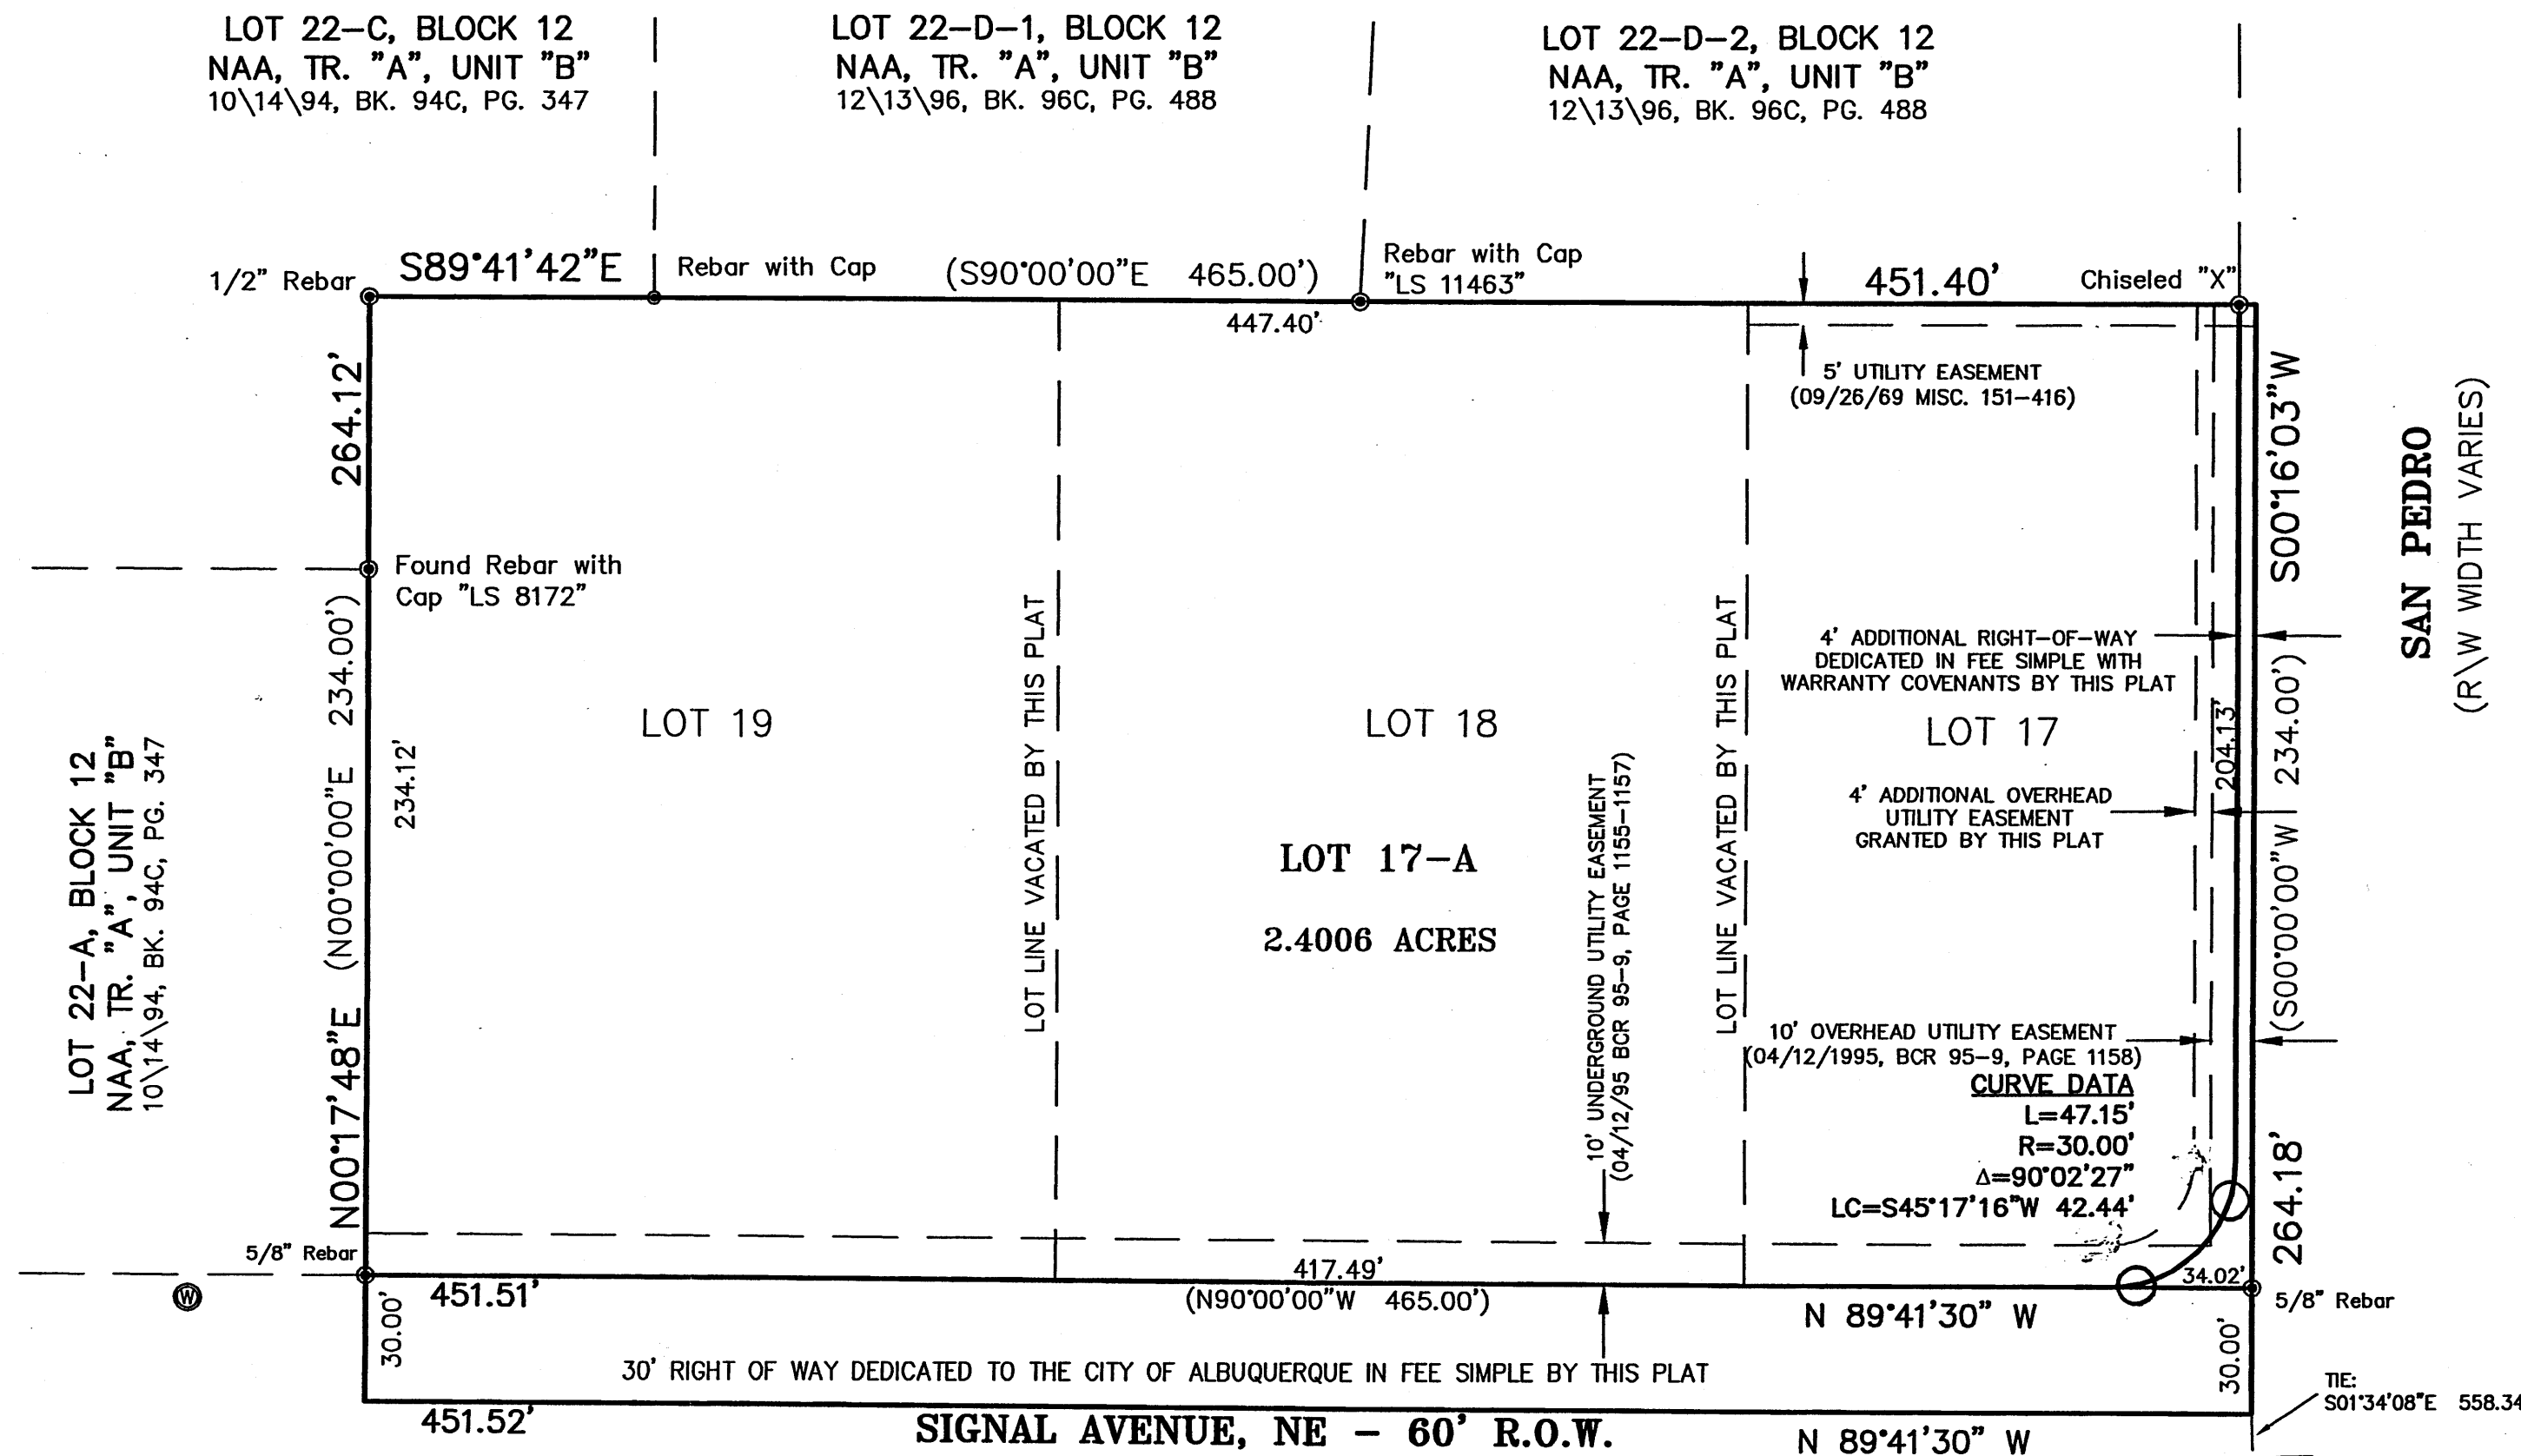 LOT 22-C, BLOCK 12
NAA, TR. "A", UNIT "B"
10\14\94, BK. 94C, PG. 347
LOT 22-D-1, BLOCK 12
NAA, TR. "A", UNIT "B"
12\13\96, BK. 96C, PG. 488
LOT 22-D-2, BLOCK 12
NAA, TR. "A", UNIT "B"
12\13\96, BK. 96C, PG. 488
1/2" Rebar
S89°41'42"E
Rebar with Cap
(S90°00'00"E 465.00')
447.40'
Rebar with Cap
"LS 11463"
451.40'
Chiseled "X"
5' UTILITY EASEMENT
(09/26/69 MISC. 151-416)
264.12'
Found Rebar with
Cap "LS 8172"
(N00°00'00"E 234.00')
234.12'
N00°17'48"E
LOT 22-A, BLOCK 12
NAA, TR. "A", UNIT "B"
10\14\94, BK. 94C, PG. 347
LOT 19
LOT LINE VACATED BY THIS PLAT
LOT 18
LOT 17-A
2.4006 ACRES
10' UNDERGROUND UTILITY EASEMENT
(04/12/95 BCR 95-9, PAGE 1155-1157)
LOT LINE VACATED BY THIS PLAT
4' ADDITIONAL RIGHT-OF-WAY
DEDICATED IN FEE SIMPLE WITH
WARRANTY COVENANTS BY THIS PLAT
LOT 17
204.13'
4' ADDITIONAL OVERHEAD
UTILITY EASEMENT
GRANTED BY THIS PLAT
10' OVERHEAD UTILITY EASEMENT
(04/12/1995, BCR 95-9, PAGE 1158)
CURVE DATA
L=47.15'
R=30.00'
Δ=90°02'27"
LC=S45°17'16"W 42.44'
S00°16'03"W
(S00°00'00"W 234.00')
264.18'
SAN PEDRO
(R\W WIDTH VARIES)
5/8" Rebar
W
451.51'
417.49'
(N90°00'00"W 465.00')
34.02'
N 89°41'30" W
5/8" Rebar
30.00'
30' RIGHT OF WAY DEDICATED TO THE CITY OF ALBUQUERQUE IN FEE SIMPLE BY THIS PLAT
30.00'
TIE:
S01°34'08"E 558.34
451.52'
SIGNAL AVENUE, NE - 60' R.O.W.
N 89°41'30" W